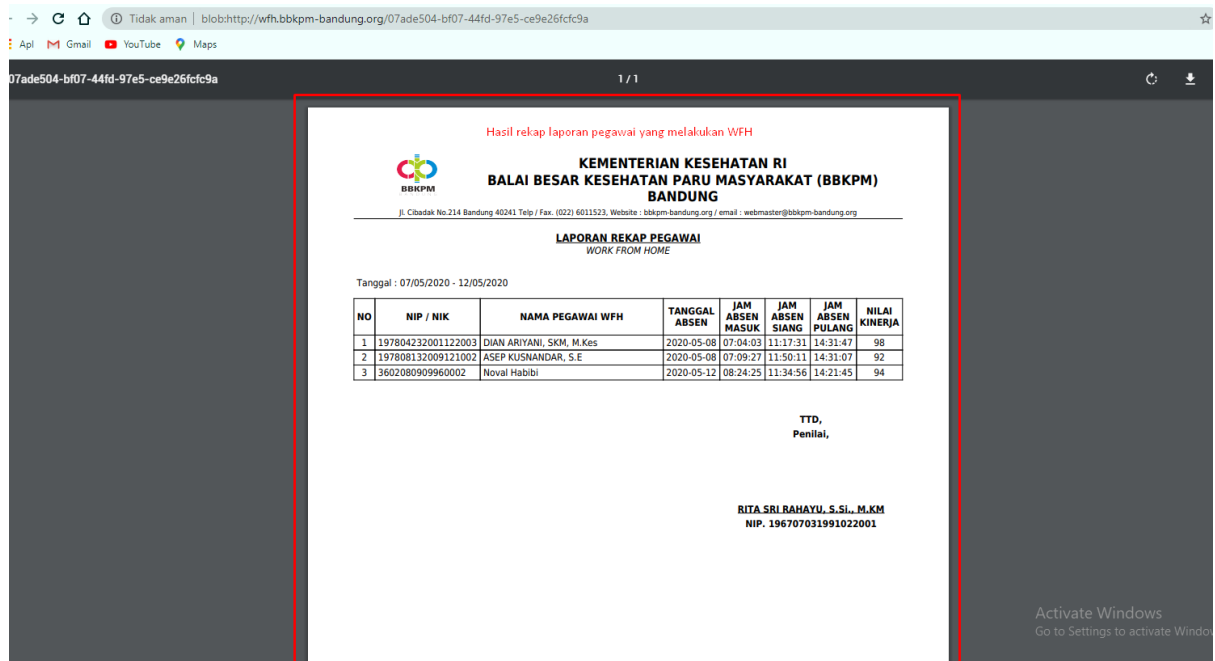 Tidak aman | blob:http://wfh.bbkpm-bandung.org/07ade504-bf07-44fd-97e5-ce9e26fcfc9a
Apl Gmail YouTube Maps
07ade504-bf07-44fd-97e5-ce9e26fcfc9a 1 / 1
Hasil rekap laporan pegawai yang melakukan WFH
BBKPM
KEMENTERIAN KESEHATAN RI
BALAI BESAR KESEHATAN PARU MASYARAKAT (BBKPM)
BANDUNG
Jl. Cibadak No.214 Bandung 40241 Telp / Fax. (022) 6011523, Website : bbkpm-bandung.org / email : webmaster@bbkpm-bandung.org
LAPORAN REKAP PEGAWAI
WORK FROM HOME
Tanggal : 07/05/2020 - 12/05/2020
NO NIP / NIK NAMA PEGAWAI WFH TANGGAL ABSEN JAM ABSEN MASUK JAM ABSEN SIANG JAM ABSEN PULANG NILAI KINERJA
1 197804232001122003 DIAN ARIYANI, SKM, M.Kes 2020-05-08 07:04:03 11:17:31 14:31:47 98
2 197808132009121002 ASEP KUSNANDAR, S.E 2020-05-08 07:09:27 11:50:11 14:31:07 92
3 3602080909960002 Noval Habibi 2020-05-12 08:24:25 11:34:56 14:21:45 94
TTD,
Penilai,
RITA SRI RAHAYU, S.Si., M.KM
NIP. 196707031991022001
Activate Windows
Go to Settings to activate Window